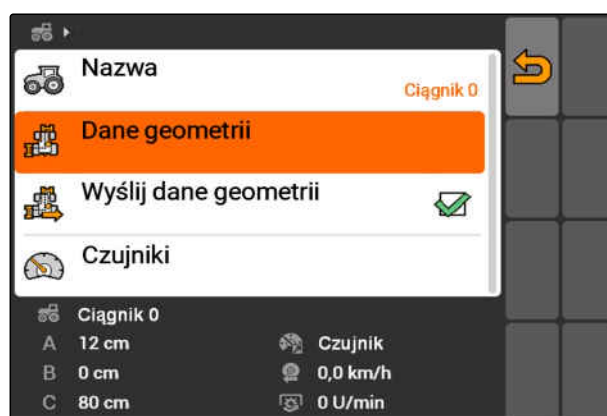 Nazwa
Ciągnik 0
Dane geometrii
Wyślij dane geometrii
Czujniki
Ciągnik 0
A 12 cm Czujnik
B 0 cm 0,0 km/h
C 80 cm 0 U/min